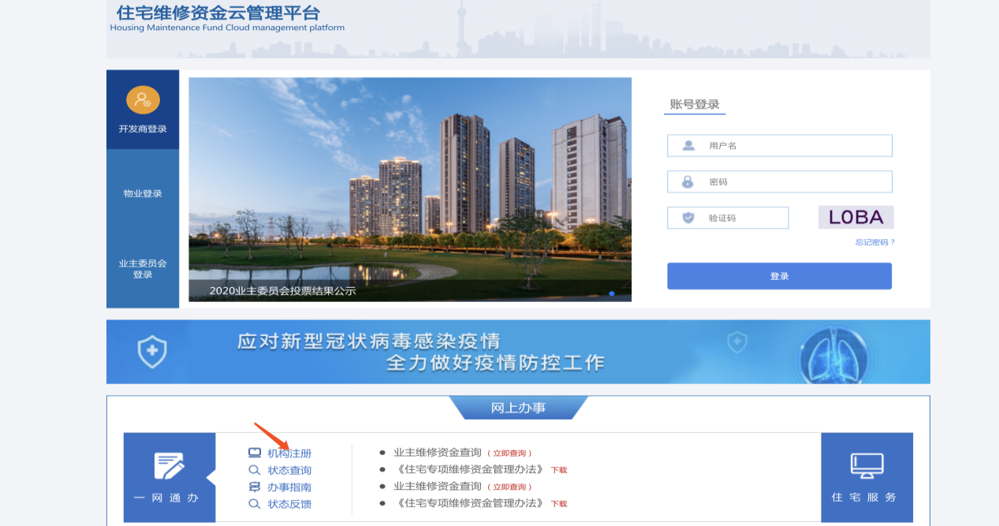 住宅维修资金云管理平台
Housing Maintenance Fund Cloud management platform
开发商登录
物业登录
业主委员会
登录
2020业主委员会投票结果公示
账号登录
用户名
密码
验证码
L0BA
忘记密码？
登录
应对新型冠状病毒感染疫情
全力做好疫情防控工作
网上办事
一网通办
机构注册
状态查询
办事指南
状态反馈
业主维修资金查询（立即查询）
《住宅专项维修资金管理办法》 下载
业主维修资金查询（立即查询）
《住宅专项维修资金管理办法》 下载
住宅服务